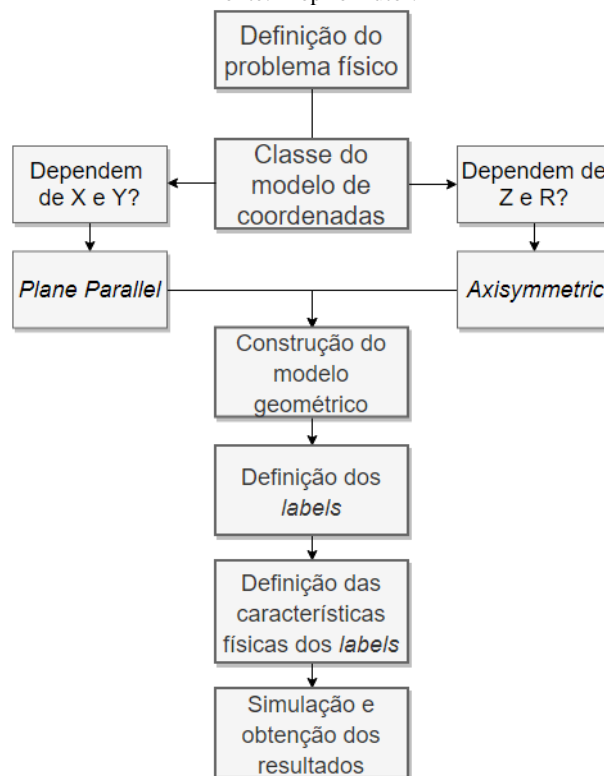 Definição do
problema físico
Classe do
modelo de
coordenadas
Dependem
de X e Y?
Dependem de
Z e R?
Plane Parallel
Axisymmetric
Construção do
modelo
geométrico
Definição dos
labels
Definição das
característífcas
físicas dos labels
Simulação e
obtenção dos
resultados